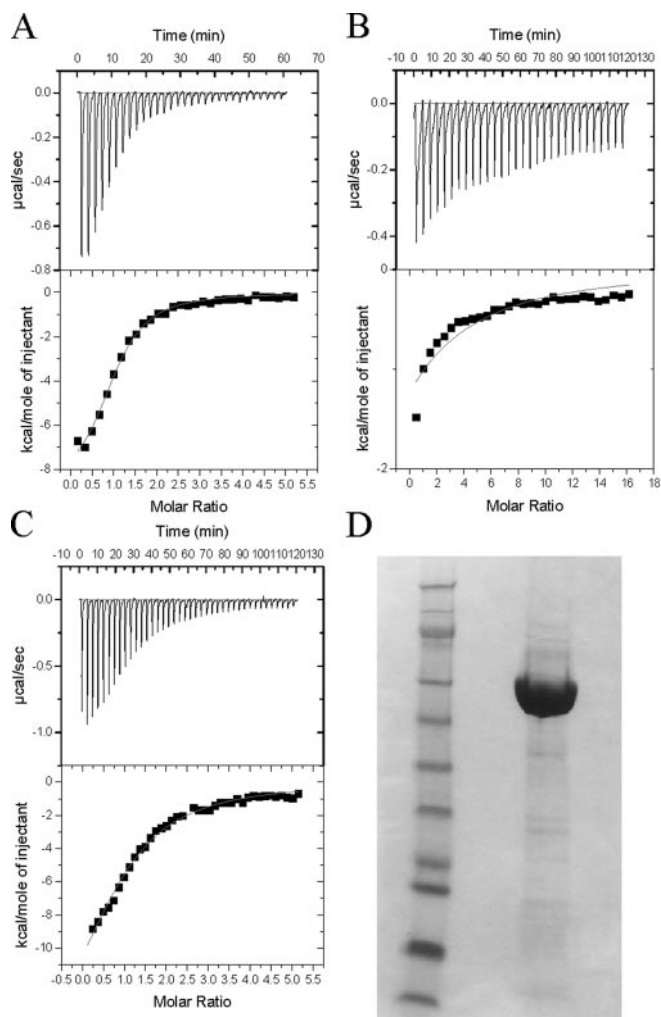 A
Time (min)
0 10 20 30 40 50 60 70
0.0
-0.2
-0.4
-0.6
-0.8
µcal/sec
0
-2
-4
-6
-8
kcal/mole of injectant
0.0 0.5 1.0 1.5 2.0 2.5 3.0 3.5 4.0 4.5 5.0 5.5
Molar Ratio
B
Time (min)
-10 0 10 20 30 40 50 60 70 80 90 100 110 120 130
0.0
-0.2
-0.4
µcal/sec
0
-2
kcal/mole of injectant
0 2 4 6 8 10 12 14 16 18
Molar Ratio
C
Time (min)
-10 0 10 20 30 40 50 60 70 80 90 100 110 120 130
0.0
-0.5
-1.0
µcal/sec
0
-2
-4
-6
-8
-10
kcal/mole of injectant
-0.5 0.0 0.5 1.0 1.5 2.0 2.5 3.0 3.5 4.0 4.5 5.0 5.5
Molar Ratio
D